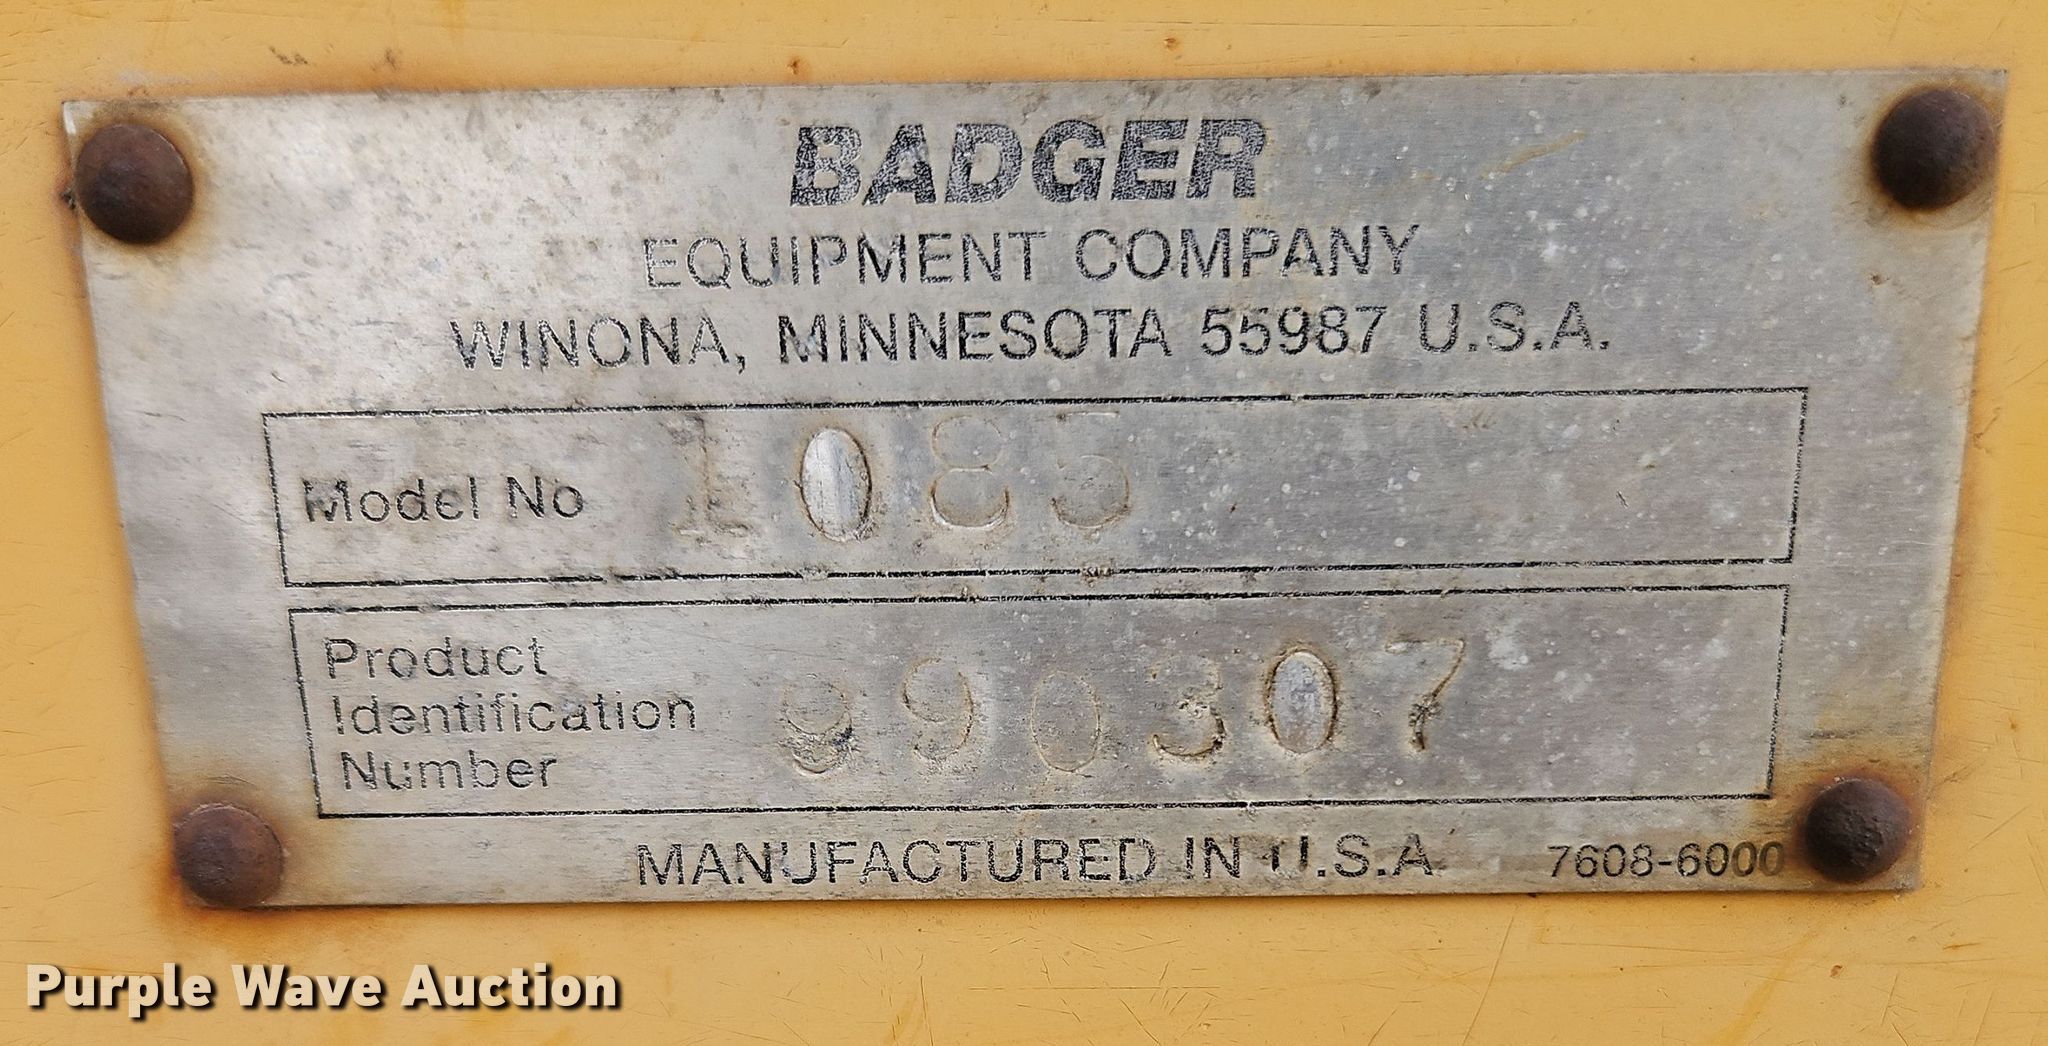 BADGER
EQUIPMENT COMPANY
WINONA, MINNESOTA 55987 U.S.A.
Model No 1085
Product
Identification
Number 990307
MANUFACTURED IN U.S.A 7608-6000
Purple Wave Auction